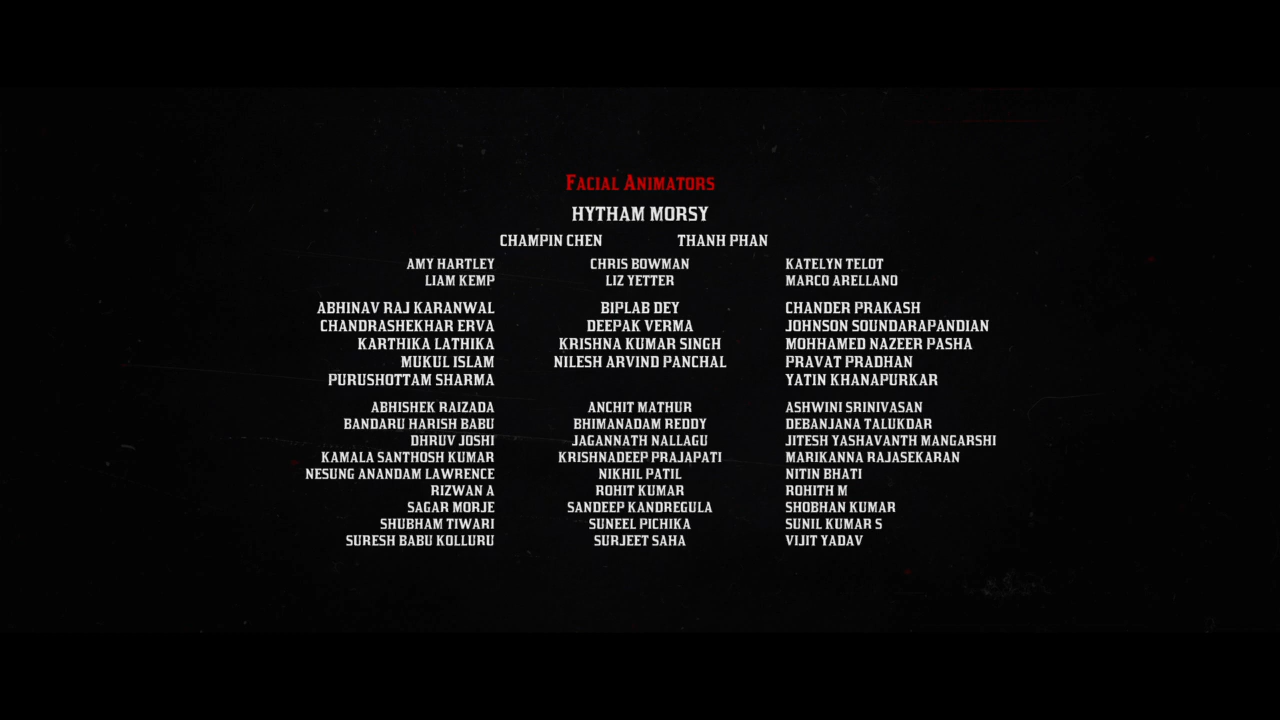 FACIAL ANIMATORS
HYTHAM MORSY
CHAMPIN CHEN THANH PHAN
AMY HARTLEY CHRIS BOWMAN KATELYN TELOT
LIAM KEMP LIZ YETTER MARCO ARELLANO
ABHINAV RAJ KARANWAL BIPLAB DEY CHANDER PRAKASH
CHANDRASHEKHAR ERVA DEEPAK VERMA JOHNSON SOUNDARAPANDIAN
KARTHIKA LATHIKA KRISHNA KUMAR SINGH MOHHAMED NAZEER PASHA
MUKUL ISLAM NILESH ARVIND PANCHAL PRAVAT PRADHAN
PURUSHOTTAM SHARMA YATIN KHANAPURKAR
ABHISHEK RAIZADA ANCHIT MATHUR ASHWINI SRINIVASAN
BANDARU HARISH BABU BHIMANADAM REDDY DEBANJANA TALUKDAR
DHRUV JOSHI JAGANNATH NALLAGU JITESH YASHAVANTH MANGARSHI
KAMALA SANTHOSH KUMAR KRISHNADEEP PRAJAPATI MARIKANNA RAJASEKARAN
NESUNG ANANDAM LAWRENCE NIKHIL PATIL NITIN BHATI
RIZWAN A ROHIT KUMAR ROHITH M
SAGAR MORJE SANDEEP KANDREGULA SHOBHAN KUMAR
SHUBHAM TIWARI SUNEEL PICHIKA SUNIL KUMAR S
SURESH BABU KOLLURU SURJEET SAHA VIJIT YADAV